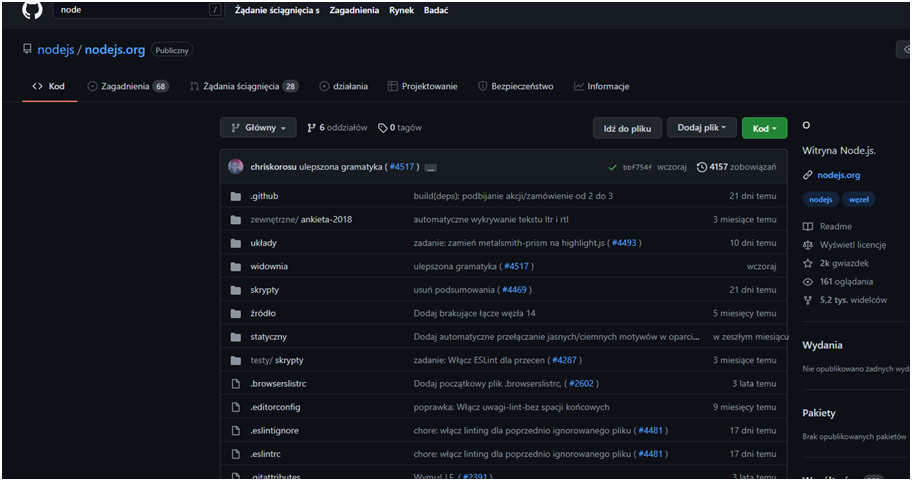 node /
Żądanie ściągnięcia s Zagadnienia Rynek Badać
nodejs / nodejs.org Publiczny
Kod Zagadnienia 68 Żądania ściągnięcia 28 działania Projektowanie Bezpieczeństwo Informacje
Główny 6 oddziałów 0 tagów Idź do pliku Dodaj plik Kod
O
Witryna Node.js.
nodejs.org
nodejs węzeł
Readme
Wyświetl licencję
2k gwiazdek
161 oglądania
5,2 tys. widelców
Wydania
Nie opublikowano żadnych wyd
Pakiety
Brak opublikowanych pakietów
chriskorosu ulepszona gramatyka ( #4517 ) ... bbf754f wczoraj 4157 zobowiązań
.github build(deps): podbijanie akcji/zamówienie od 2 do 3 21 dni temu
zewnętrzne/ ankieta-2018 automatyczne wykrywanie tekstu ltr i rtl 3 miesiące temu
układy zadanie: zamień metalsmith-prism na highlight.js ( #4493 ) 10 dni temu
widownia ulepszona gramatyka ( #4517 ) wczoraj
skrypty usuń podsumowania ( #4469 ) 21 dni temu
źródło Dodaj brakujące łącze węzła 14 5 miesięcy temu
statyczny Dodaj automatyczne przełączanie jasnych/ciemnych motywów w oparci... w zeszłym miesiącu
testy/ skrypty zadanie: Włącz ESLint dla przecen ( #4287 ) 3 miesiące temu
.browserslistrc Dodaj początkowy plik .browserslistrc. ( #2602 ) 3 lata temu
.editorconfig poprawka: Włącz uwagi-lint-bez spacji końcowych 9 miesięcy temu
.eslintignore chore: włącz linting dla poprzednio ignorowanego pliku ( #4481 ) 17 dni temu
.eslintrc chore: włącz linting dla poprzednio ignorowanego pliku ( #4481 ) 17 dni temu
.gitattributes Wymuś LF. ( #2391 ) 3 lata temu